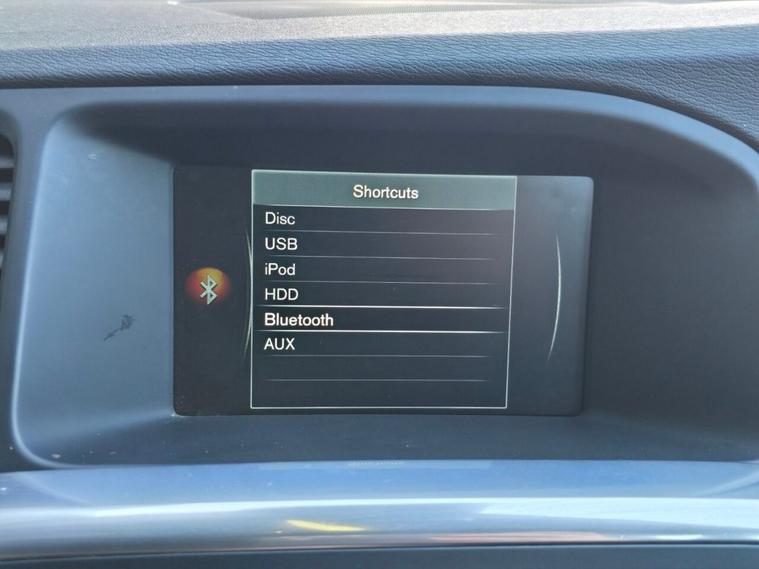 Shortcuts
Disc
USB
iPod
HDD
Bluetooth
AUX